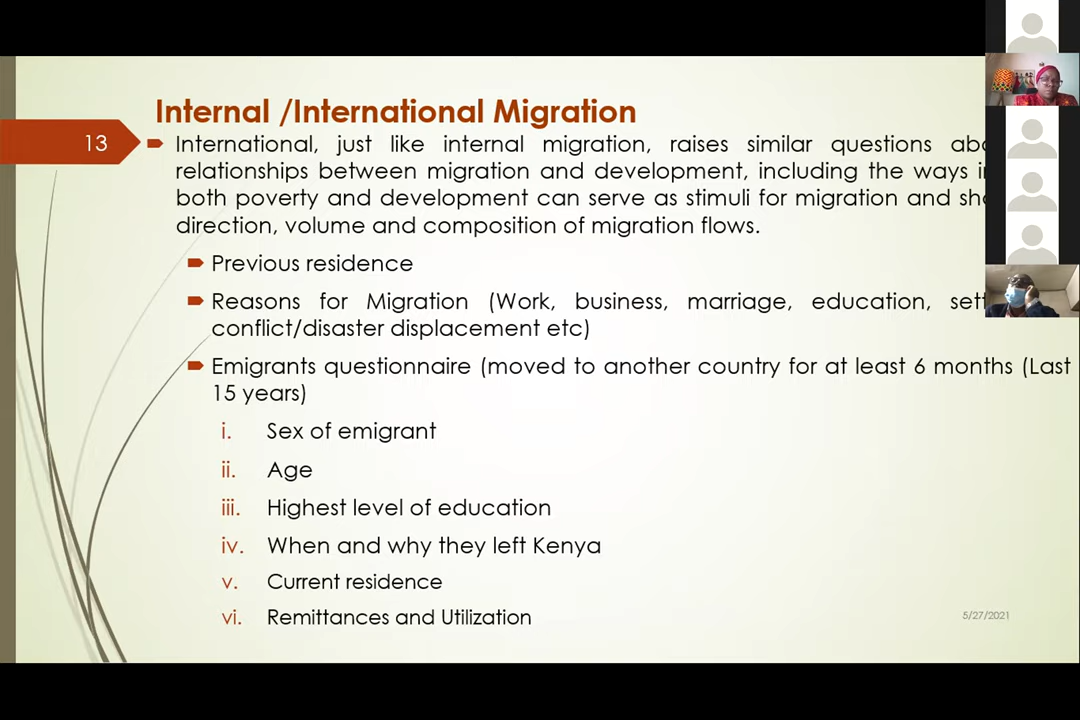 Internal /International Migration
13
International, just like internal migration, raises similar questions
relationships between migration and development, including the ways
both poverty and development can serve as stimuli for migration and
direction, volume and composition of migration flows.
Previous residence
Reasons for Migration (Work, business, marriage, education,
conflict/disaster displacement etc)
Emigrants questionnaire (moved to another country for at least 6 months (Last
15 years)
i. Sex of emigrant
ii. Age
iii. Highest level of education
iv. When and why they left Kenya
v. Current residence
vi. Remittances and Utilization
5/27/2021